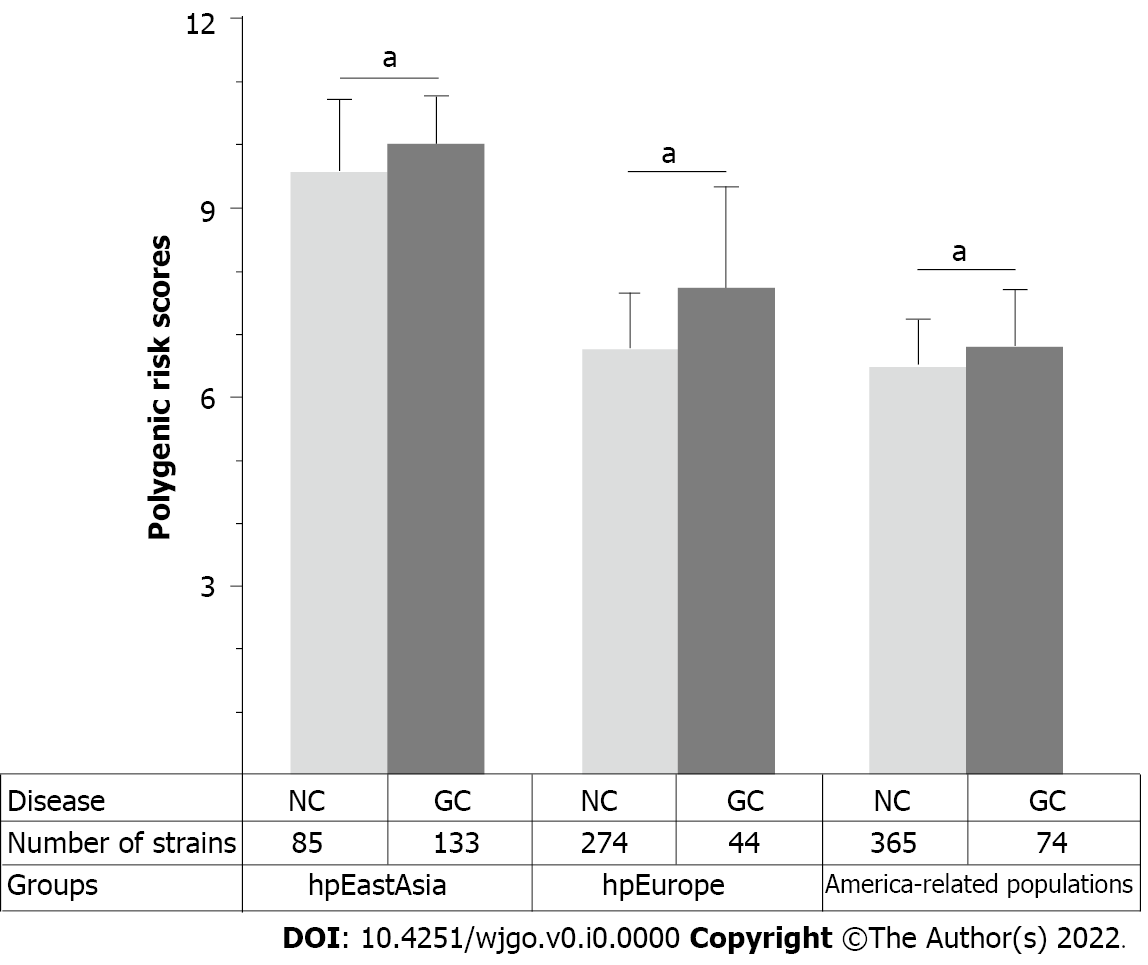 12
a
a
9
a
6
3
Polygenic risk scores
Disease NC GC NC GC NC GC
Number of strains 85 133 274 44 365 74
Groups hpEastAsia hpEurope America-related populations
DOI: 10.4251/wjgo.v0.i0.0000 Copyright ©The Author(s) 2022.